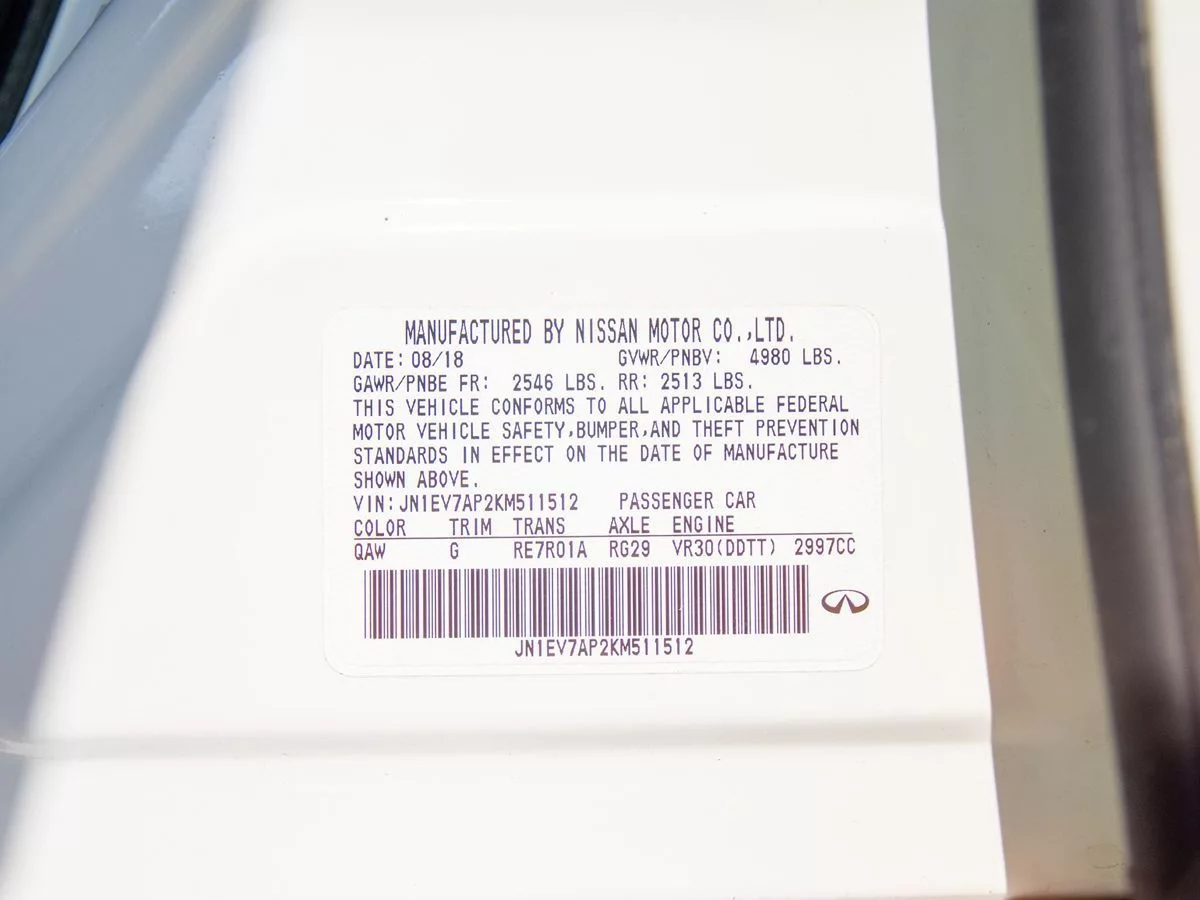 MANUFACTURED BY NISSAN MOTOR CO.,LTD.
DATE: 08/18 GVWR/PNBV: 4980 LBS.
GAWR/PNBE FR: 2546 LBS. RR: 2513 LBS.
THIS VEHICLE CONFORMS TO ALL APPLICABLE FEDERAL
MOTOR VEHICLE SAFETY,BUMPER,AND THEFT PREVENTION
STANDARDS IN EFFECT ON THE DATE OF MANUFACTURE
SHOWN ABOVE.
VIN: JN1EV7AP2KM511512 PASSENGER CAR
COLOR TRIM TRANS AXLE ENGINE
QAW G RE7R01A RG29 VR30(DDTT) 2997CC
JN1EV7AP2KM511512